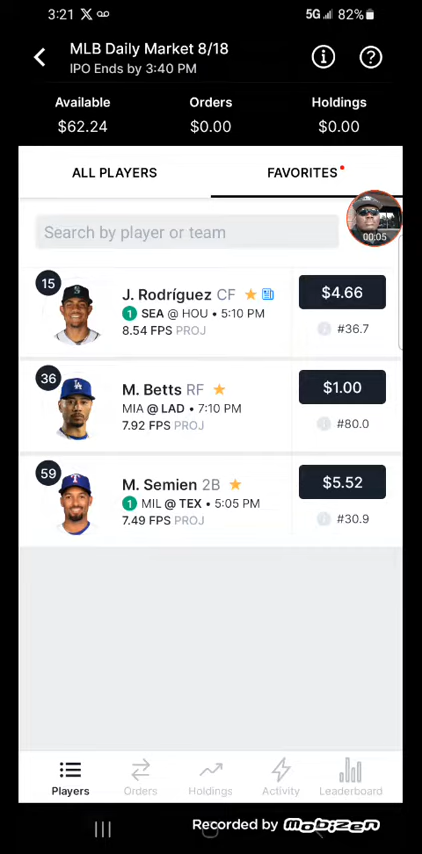 3:21 X 5G 82%
MLB Daily Market 8/18
IPO Ends by 3:40 PM
Available Orders Holdings
$62.24 $0.00 $0.00
ALL PLAYERS FAVORITES
Search by player or team
00:05
15
J. Rodríguez CF
$4.66
1 SEA @ HOU • 5:10 PM
8.54 FPS PROJ
#36.7
36
M. Betts RF
$1.00
MIA @ LAD • 7:10 PM
7.92 FPS PROJ
#80.0
59
M. Semien 2B
$5.52
1 MIL @ TEX • 5:05 PM
7.49 FPS PROJ
#30.9
Players Orders Holdings Activity Leaderboard
Recorded by Mobizen